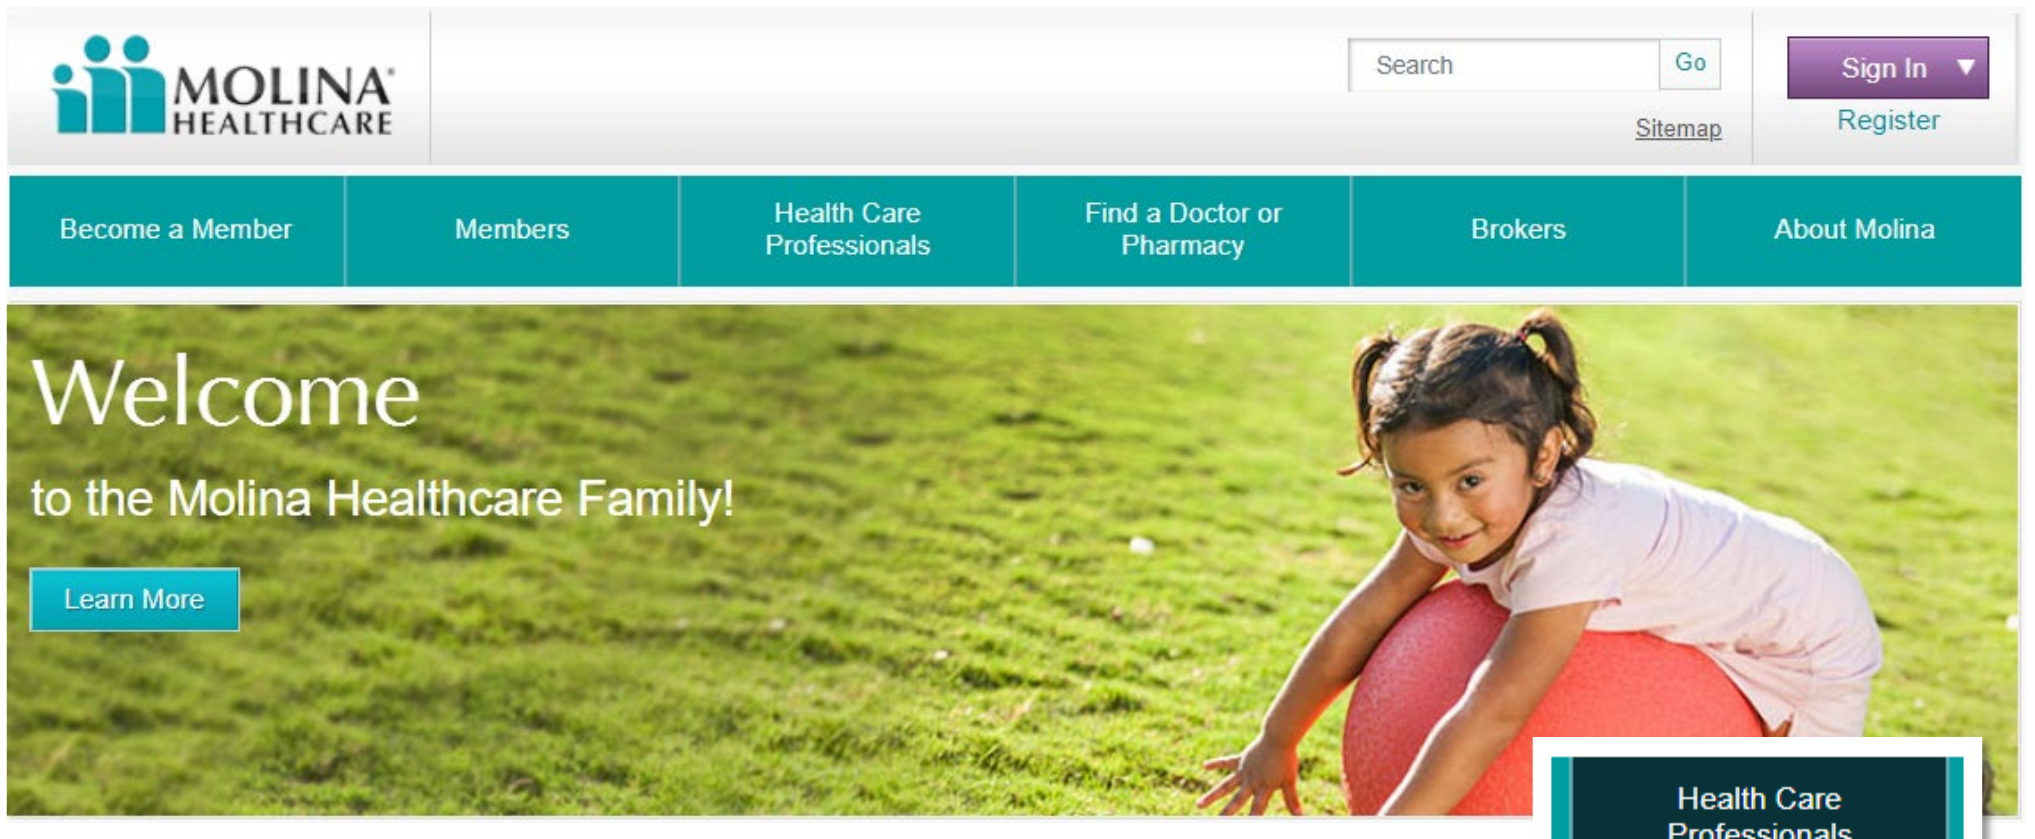 MOLINA®
HEALTHCARE
Search
Go
Sign In ▼
Sitemap
Register
Become a Member
Members
Health Care
Professionals
Find a Doctor or
Pharmacy
Brokers
About Molina
Welcome
to the Molina Healthcare Family!
Learn More
Health Care
Professionals